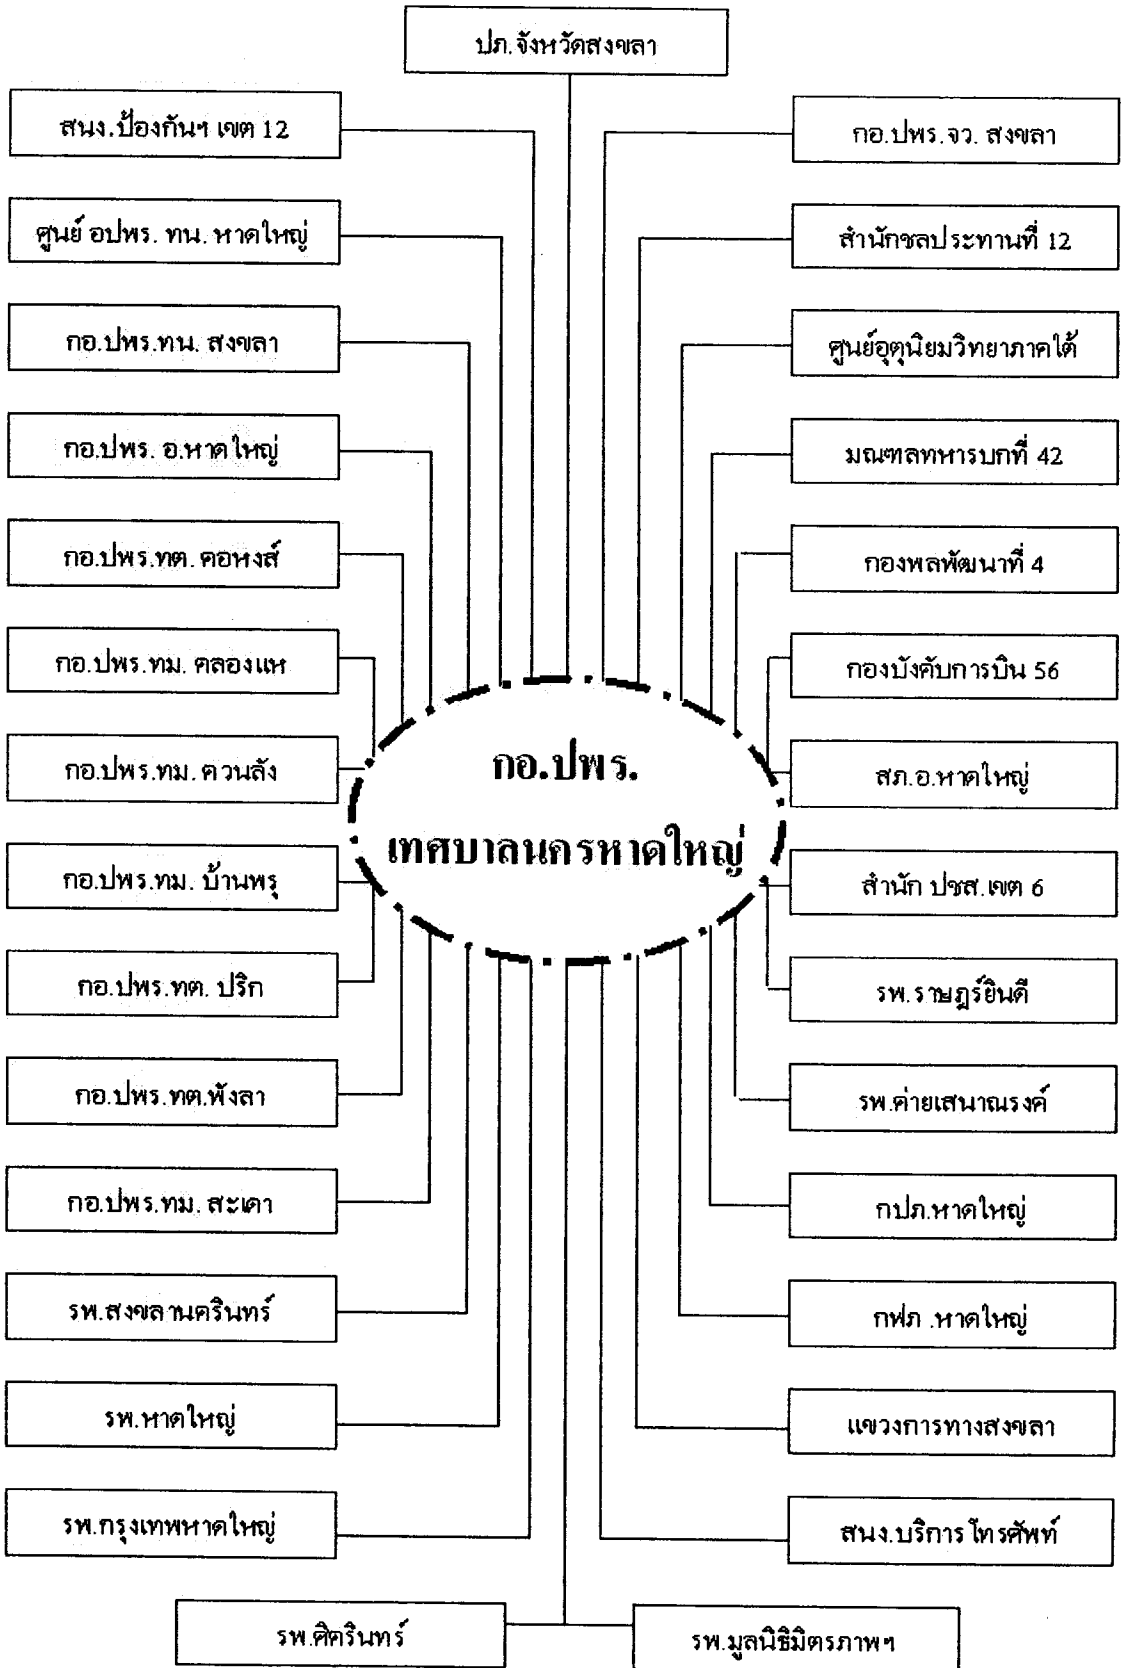 ปภ.จังหวัดสงขลา
สนง.ป้องกันฯ เขต 12
กอ.ปพร.จว. สงขลา
ศูนย์ อปพร. ทน. หาดใหญ่
สำนักชลประทานที่ 12
กอ.ปพร.ทน. สงขลา
ศูนย์อุตุนิยมวิทยาภาคใต้
กอ.ปพร. อ.หาดใหญ่
มณฑลทหารบกที่ 42
กอ.ปพร.ทต. คอหงส์
กองพลพัฒนาที่ 4
กอ.ปพร.ทม. คลองแห
กองบังคับการบิน 56
กอ.ปพร.ทม. ควนลัง
สภ.อ.หาดใหญ่
กอ.ปพร.
เทศบาลนครหาดใหญ่
กอ.ปพร.ทม. บ้านพรุ
สำนัก ปชส.เขต 6
กอ.ปพร.ทต. ปริก
รพ.ราษฎร์ยินดี
กอ.ปพร.ทต.พังลา
รพ.ค่ายเสนาณรงค์
กอ.ปพร.ทม. สะเดา
กปภ.หาดใหญ่
รพ.สงขลานครินทร์
กฟภ .หาดใหญ่
รพ.หาดใหญ่
แขวงการทางสงขลา
รพ.กรุงเทพหาดใหญ่
สนง.บริการโทรศัพท์
รพ.ศิครินทร์
รพ.มูลนิธิมิตรภาพฯ